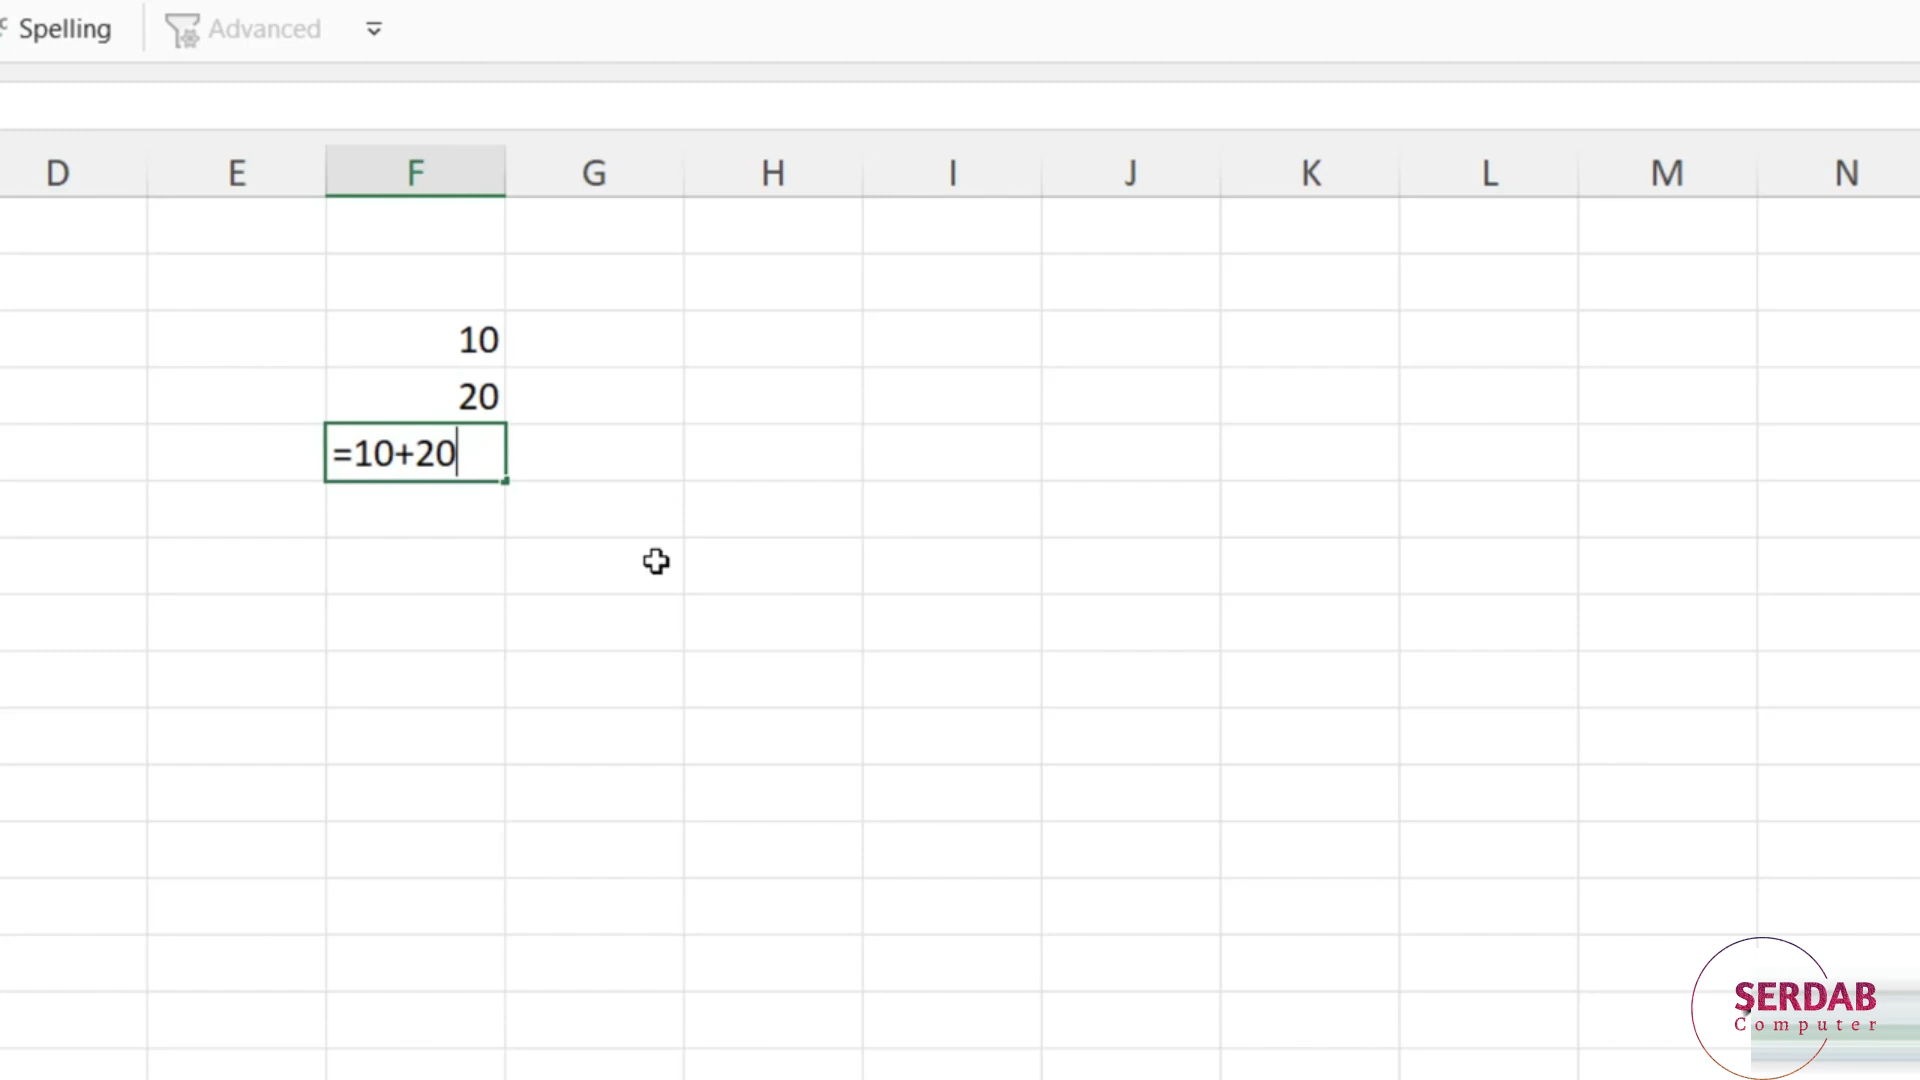 Spelling Advanced
D E F G H I J K L M N
10
20
=10+20
SERDAB
Computer